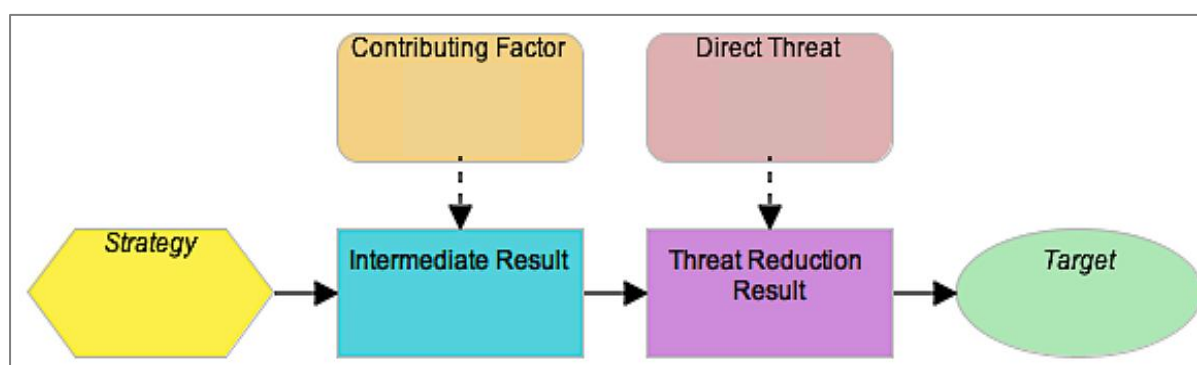 Contributing Factor
Direct Threat
Strategy
Intermediate Result
Threat Reduction
Result
Target